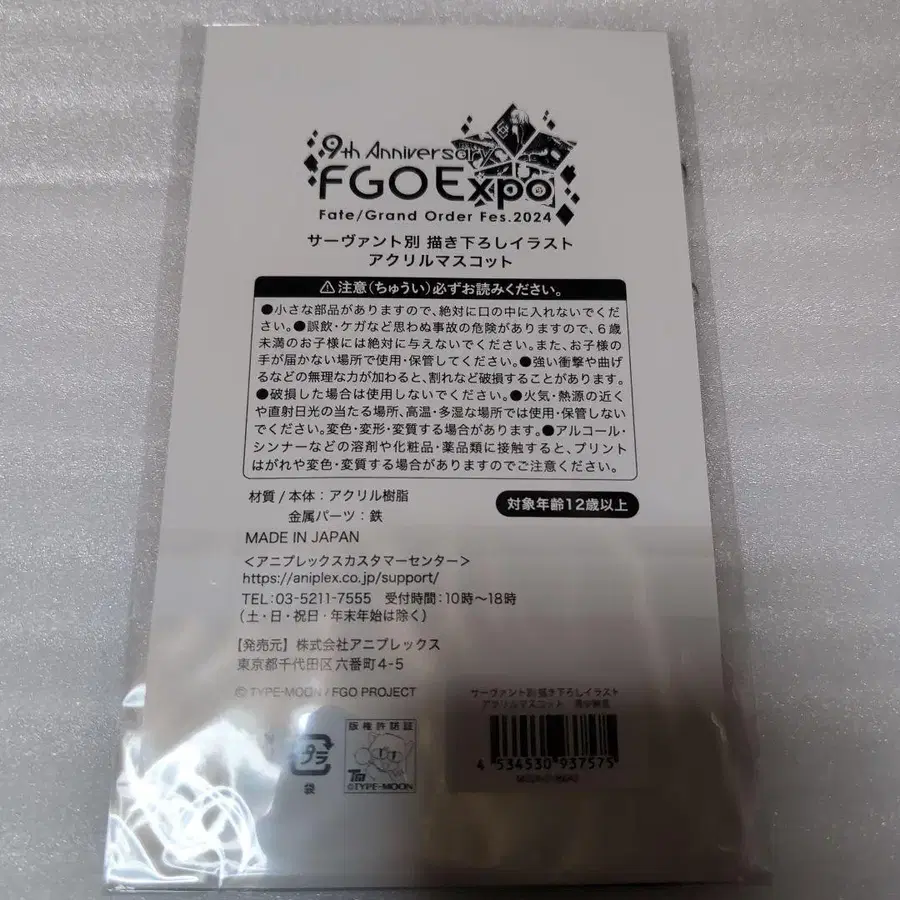 9th Anniversary
FGO Expo
Fate/Grand Order Fes.2024
サーヴァント別 描き下ろしイラスト
アクリルマスコット
⚠注意(ちゅうい)必ずお読みください。
●小さな部品がありますので、絶対に口の中に入れないでくだ
さい。●誤飲・ケガなど思わぬ事故の危険がありますので、6歳
未満のお子様には絶対に与えないでください。また、お子様の
手が届かない場所で使用・保管してください。●強い衝撃や曲げ
るなどの無理な力が加わると、割れなど破損することがあります。
●破損した場合は使用しないでください。●火気・熱源の近く
や直射日光の当たる場所、高温・多湿な場所では使用・保管しない
でください。変色・変形・変質する場合があります。●アルコール・
シンナーなどの溶剤や化粧品・薬品類に接触すると、プリント
はがれや変色・変質する場合がありますのでご注意ください。
材質/本体:アクリル樹脂
金属パーツ:鉄
対象年齢12歳以上
MADE IN JAPAN
<アニプレックスカスタマーセンター>
https://aniplex.co.jp/support/
TEL:03-5211-7555 受付時間:10時~18時
(土・日・祝日・年末年始は除く)
【発売元】株式会社アニプレックス
東京都千代田区六番町4-5
©TYPE-MOON / FGO PROJECT
サーヴァント別 描き下ろしイラスト
アクリルマスコット
4 534530 937575
プラ
袋
版権許諾証
TM
©TYPE-MOON